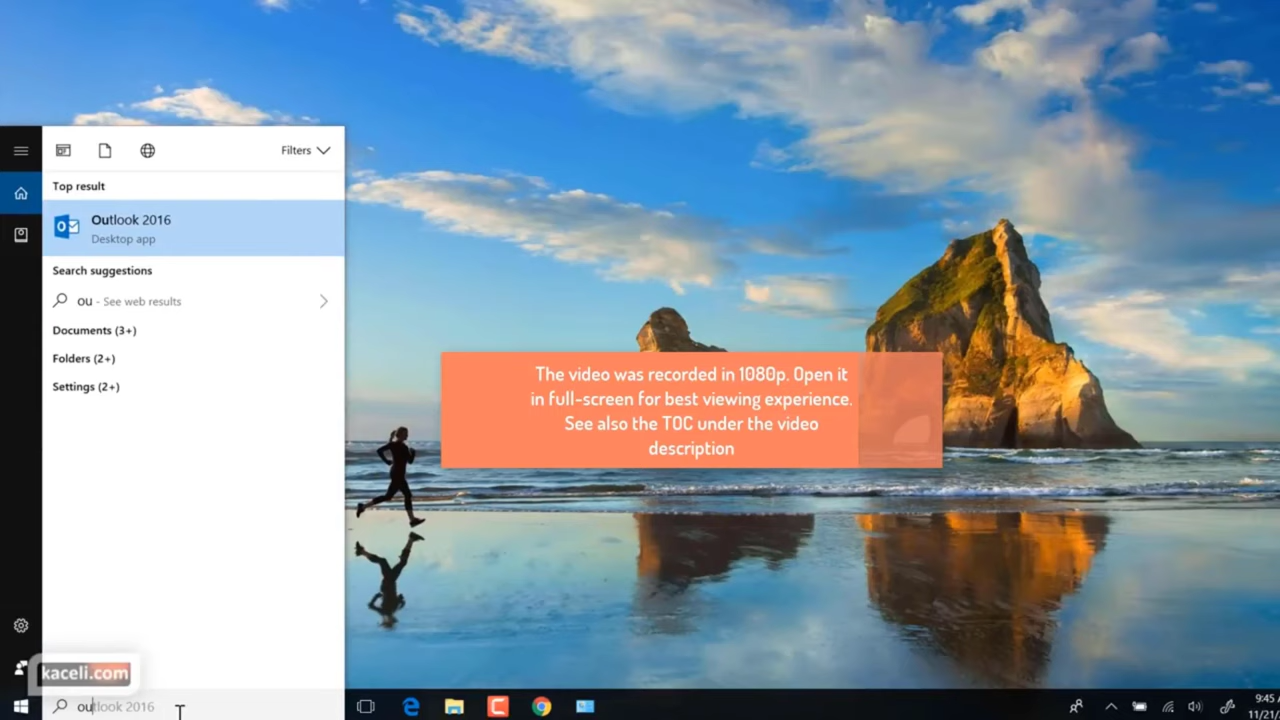 Filters
Top result
Outlook 2016
Desktop app
Search suggestions
ou - See web results
Documents (3+)
Folders (2+)
Settings (2+)
The video was recorded in 1080p. Open it
in full-screen for best viewing experience.
See also the TOC under the video
description
kaceli.com
outlook 2016
9:45
11/21/